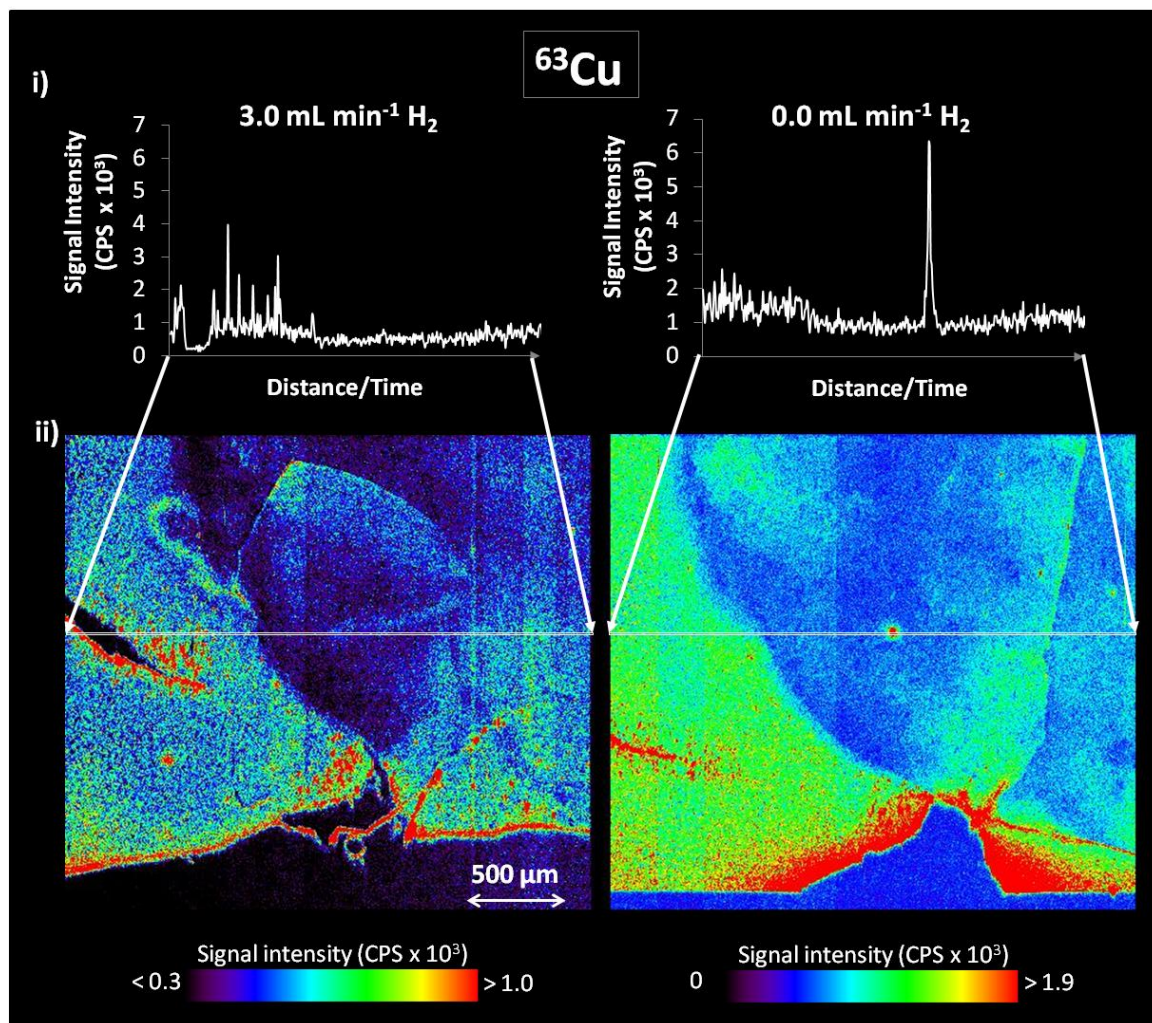 ⁶³Cu
i)
3.0 mL min⁻¹ H₂
0.0 mL min⁻¹ H₂
Signal Intensity
(CPS x 10³)
7
6
5
4
3
2
1
0
Distance/Time
Signal Intensity
(CPS x 10³)
7
6
5
4
3
2
1
0
Distance/Time
ii)
500 µm
Signal intensity (CPS x 10³)
< 0.3
> 1.0
Signal intensity (CPS x 10³)
0
> 1.9